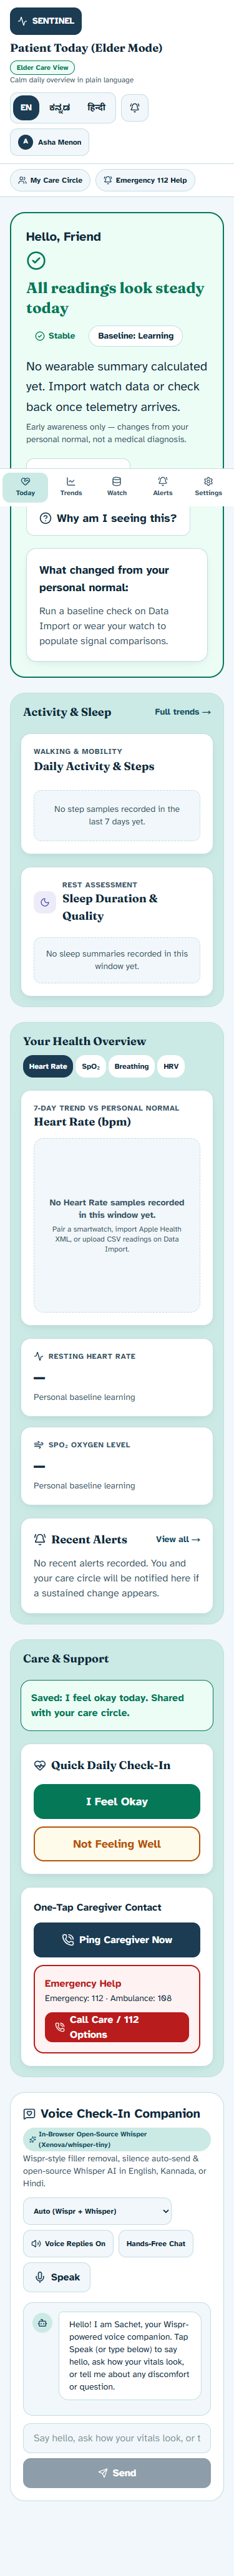 SENTINEL
Patient Today (Elder Mode)
Elder Care View
Calm daily overview in plain language
EN
ಕನ್ನಡ
हिन्दी
A
Asha Menon
My Care Circle
Emergency 112 Help
Hello, Friend
All readings look steady
today
Stable
Baseline: Learning
No wearable summary calculated
yet. Import watch data or check
back once telemetry arrives.
Early awareness only — changes from your
personal normal, not a medical diagnosis.
Today
Trends
Watch
Alerts
Settings
Why am I seeing this?
What changed from your
personal normal:
Run a baseline check on Data
Import or wear your watch to
populate signal comparisons.
Activity & Sleep
Full trends →
WALKING & MOBILITY
Daily Activity & Steps
No step samples recorded in the
last 7 days yet.
REST ASSESSMENT
Sleep Duration &
Quality
No sleep summaries recorded in this
window yet.
Your Health Overview
Heart Rate
SpO₂
Breathing
HRV
7-DAY TREND VS PERSONAL NORMAL
Heart Rate (bpm)
No Heart Rate samples recorded
in this window yet.
Pair a smartwatch, import Apple Health
XML, or upload CSV readings on Data
Import.
RESTING HEART RATE
—
Personal baseline learning
SPO₂ OXYGEN LEVEL
—
Personal baseline learning
Recent Alerts
View all →
No recent alerts recorded. You and
your care circle will be notified here if
a sustained change appears.
Care & Support
Saved: I feel okay today. Shared
with your care circle.
Quick Daily Check-In
I Feel Okay
Not Feeling Well
One-Tap Caregiver Contact
Ping Caregiver Now
Emergency Help
Emergency: 112 · Ambulance: 108
Call Care / 112
Options
Voice Check-In Companion
In-Browser Open-Source Whisper
(Xenova/whisper-tiny)
Wispr-style filler removal, silence auto-send &
open-source Whisper AI in English, Kannada, or
Hindi.
Auto (Wispr + Whisper)
Voice Replies On
Hands-Free Chat
Speak
Hello! I am Sachet, your Wispr-
powered voice companion. Tap
Speak (or type below) to say
hello, ask how your vitals look,
or tell me about any discomfort
or question.
Say hello, ask how your vitals look, or t
Send